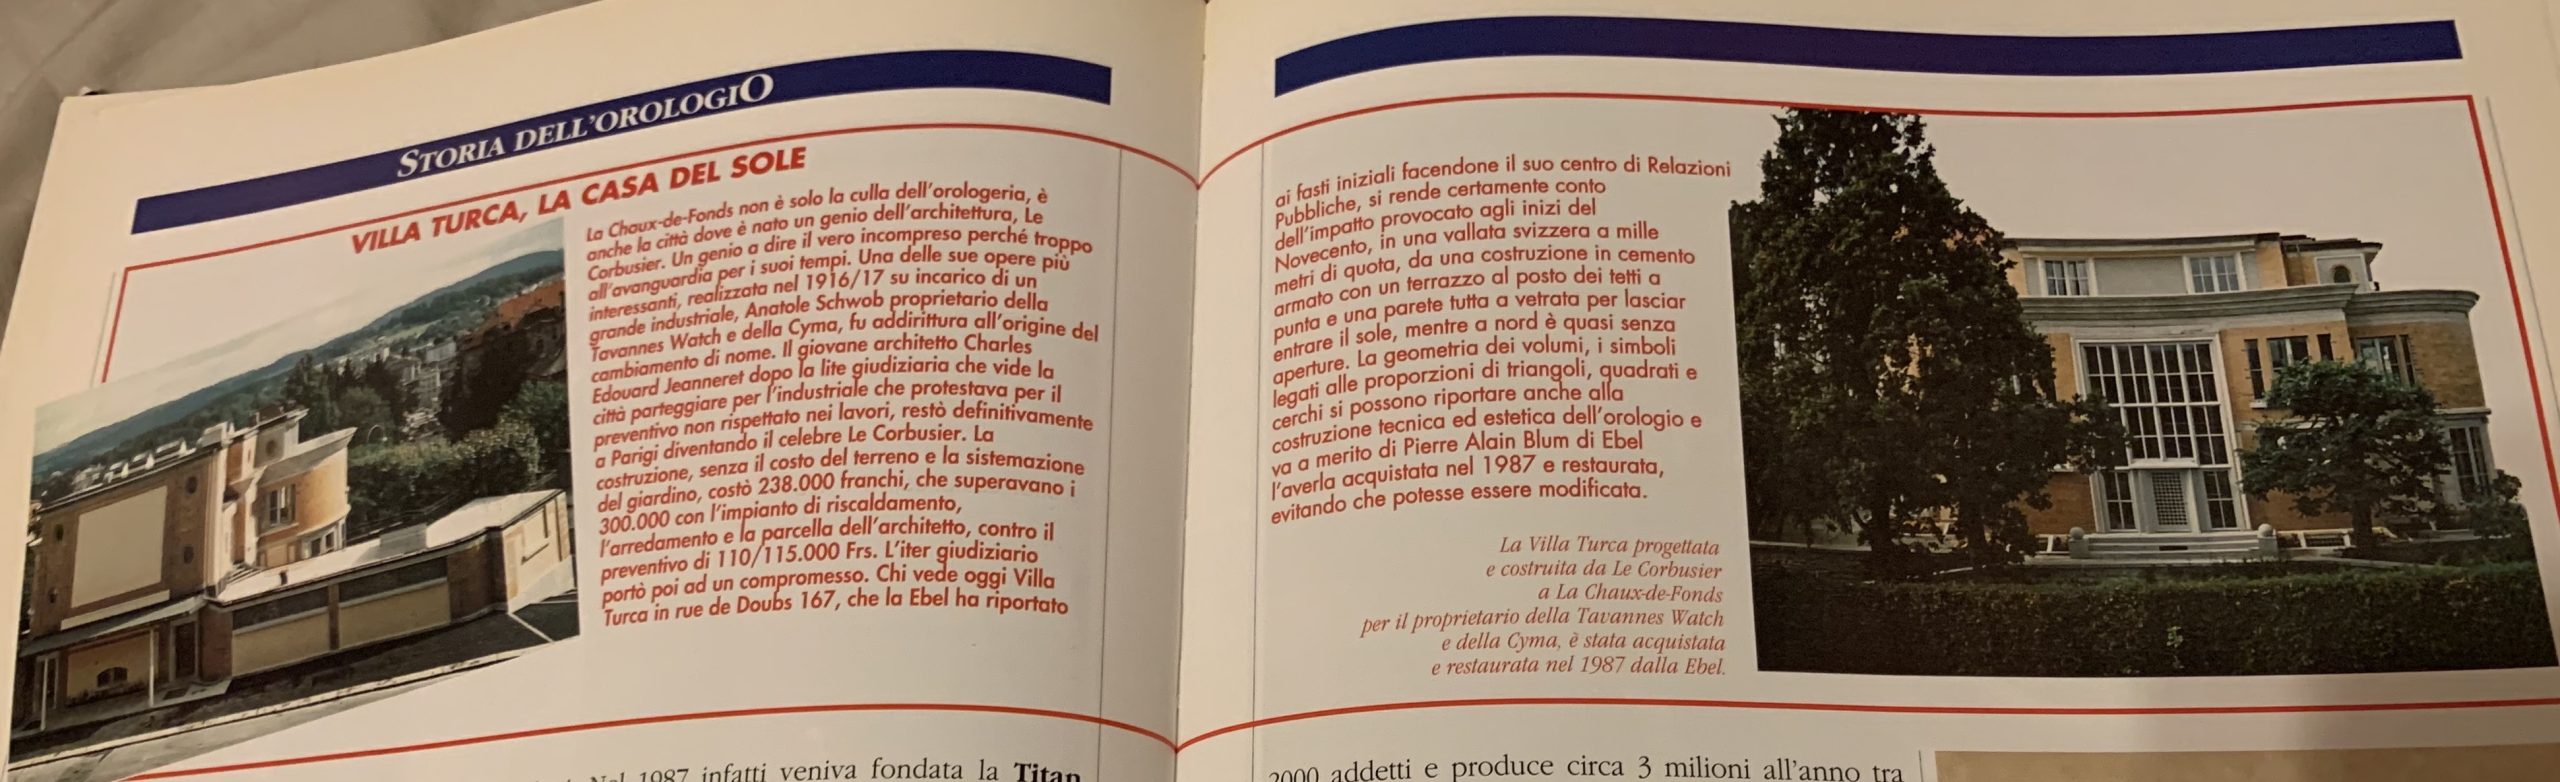 STORIA DELL'OROLOGIO
VILLA TURCA, LA CASA DEL SOLE
La Chaux-de-Fonds non è solo la culla dell'orologeria, è
anche la città dove è nato un genio dell'architettura, Le
Corbusier. Un genio a dire il vero incompreso perché troppo
all'avanguardia per i suoi tempi. Una delle sue opere più
interessanti, realizzata nel 1916/17 su incarico di un
grande industriale, Anatole Schwob proprietario della
Tavannes Watch e della Cyma, fu addirittura all'origine del
cambiamento di nome. Il giovane architetto Charles
Edouard Jeanneret dopo la lite giudiziaria che vide la
città parteggiare per l'industriale che protestava per il
preventivo non rispettato nei lavori, restò definitivamente
a Parigi diventando il celebre Le Corbusier. La
costruzione, senza il costo del terreno e la sistemazione
del giardino, costò 238.000 franchi, che superavano i
300.000 con l'impianto di riscaldamento,
l'arredamento e la parcella dell'architetto, contro il
preventivo di 110/115.000 Frs. L'iter giudiziario
portò poi ad un compromesso. Chi vede oggi Villa
Turca in rue de Doubs 167, che la Ebel ha riportato
ai fasti iniziali facendone il suo centro di Relazioni
Pubbliche, si rende certamente conto
dell'impatto provocato agli inizi del
Novecento, in una vallata svizzera a mille
metri di quota, da una costruzione in cemento
armato con un terrazzo al posto dei tetti a
punta e una parete tutta a vetrata per lasciar
entrare il sole, mentre a nord è quasi senza
aperture. La geometria dei volumi, i simboli
legati alle proporzioni di triangoli, quadrati e
cerchi si possono riportare anche alla
costruzione tecnica ed estetica dell'orologio e
va a merito di Pierre Alain Blum di Ebel
l'averla acquistata nel 1987 e restaurata,
evitando che potesse essere modificata.
La Villa Turca progettata
e costruita da Le Corbusier
a La Chaux-de-Fonds
per il proprietario della Tavannes Watch
e della Cyma, è stata acquistata
e restaurata nel 1987 dalla Ebel.
Nel 1987 infatti veniva fondata la Titan
2000 addetti e produce circa 3 milioni all'anno tra